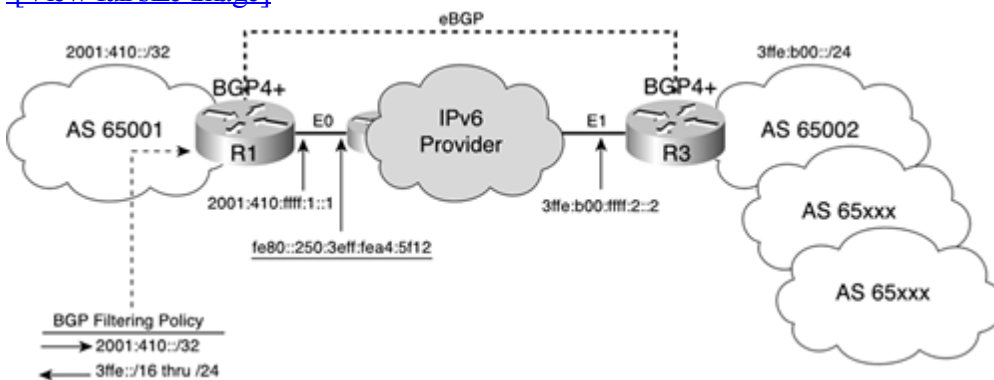 [View full size image]
eBGP
2001:410::/32
3ffe:b00::/24
BGP4+
BGP4+
AS 65001
E0
IPv6
Provider
E1
AS 65002
R1
R3
2001:410:ffff:1::1
3ffe:b00:ffff:2::2
AS 65xxx
fe80::250:3eff:fea4:5f12
AS 65xxx
BGP Filtering Policy
2001:410::/32
3ffe::/16 thru /24